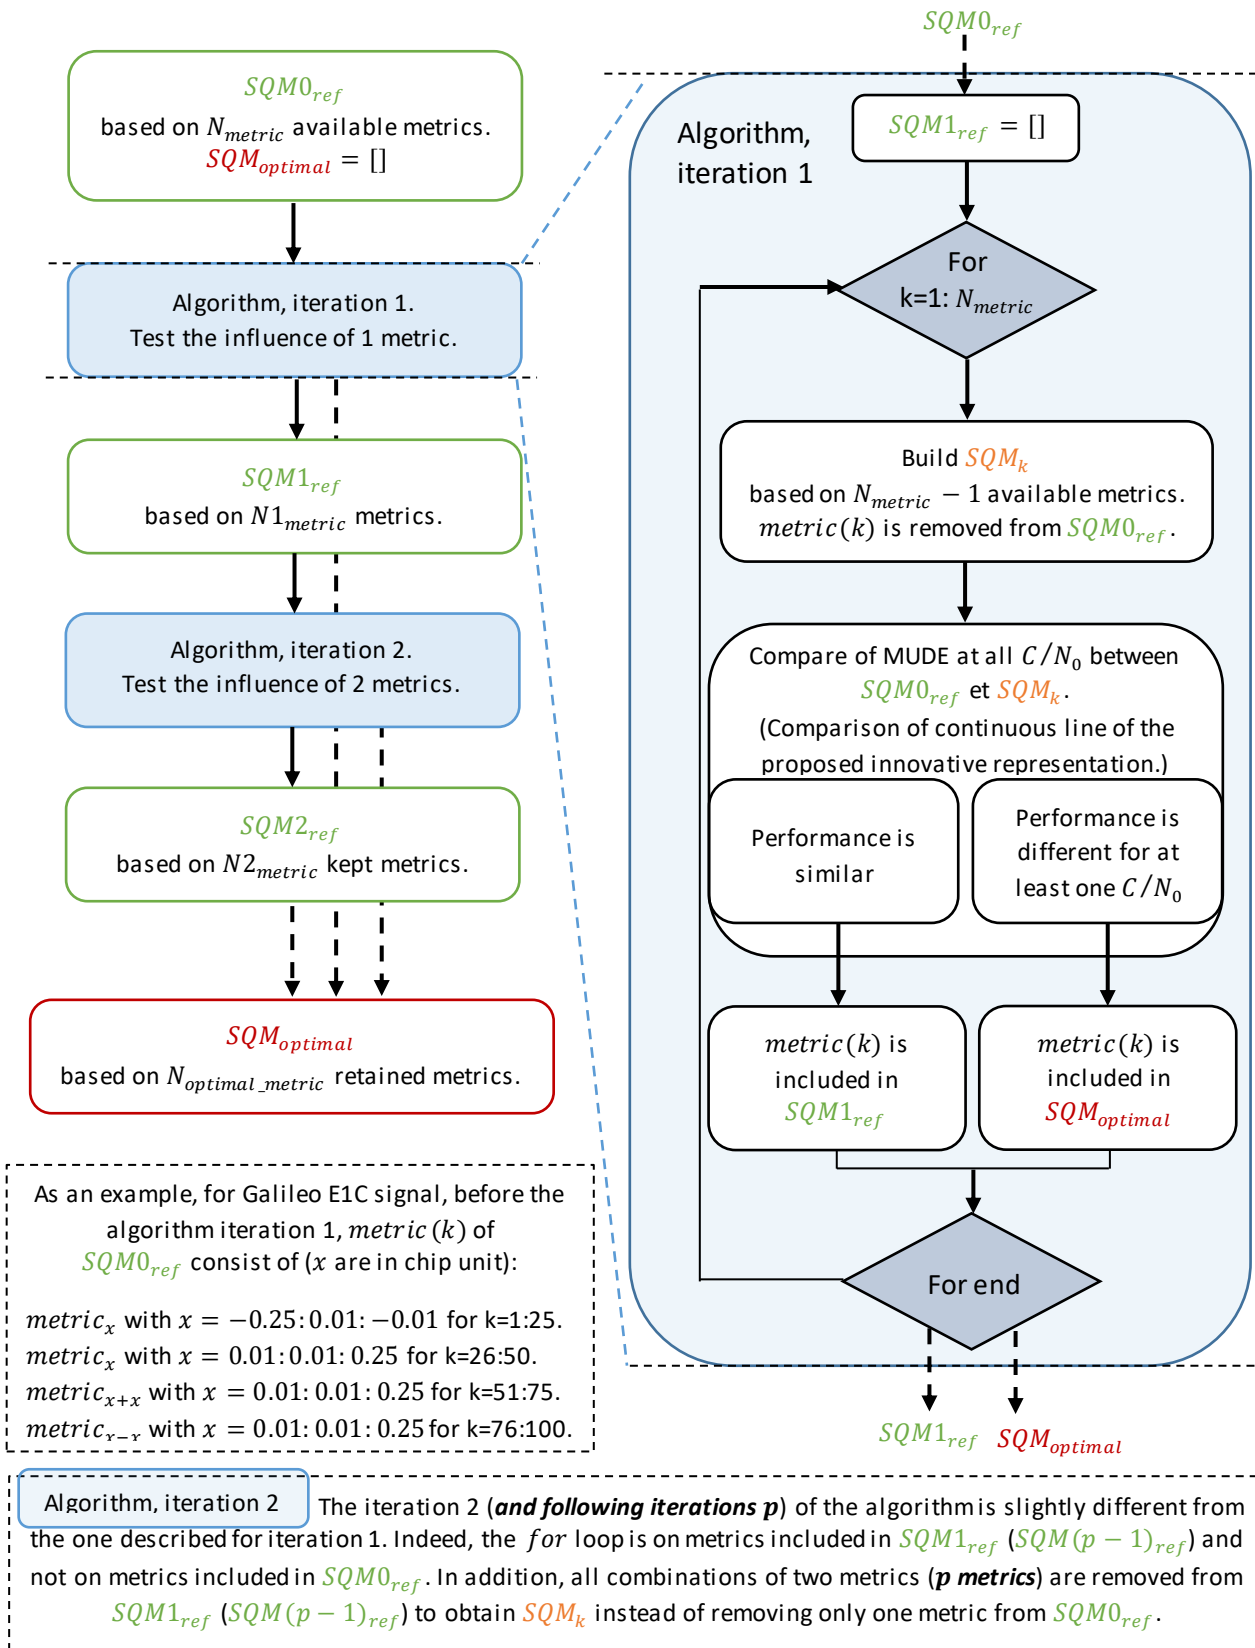 SQM0_ref
based on N_metric available metrics.
SQM_optimal = []
Algorithm, iteration 1.
Test the influence of 1 metric.
SQM1_ref
based on N1_metric metrics.
Algorithm, iteration 2.
Test the influence of 2 metrics.
SQM2_ref
based on N2_metric kept metrics.
SQM_optimal
based on N_optimal_metric retained metrics.
SQM0_ref
Algorithm,
iteration 1
SQM1_ref = []
For
k=1: N_metric
Build SQM_k
based on N_metric − 1 available metrics.
metric(k) is removed from SQM0_ref.
Compare of MUDE at all C/N_0 between
SQM0_ref et SQM_k.
(Comparison of continuous line of the
proposed innovative representation.)
Performance is
similar
Performance is
different for at
least one C/N_0
metric(k) is
included in
SQM1_ref
metric(k) is
included in
SQM_optimal
For end
SQM1_ref SQM_optimal
As an example, for Galileo E1C signal, before the
algorithm iteration 1, metric(k) of
SQM0_ref consist of (x are in chip unit):
metric_x with x = −0.25: 0.01: −0.01 for k=1:25.
metric_x with x = 0.01: 0.01: 0.25 for k=26:50.
metric_x+x with x = 0.01: 0.01: 0.25 for k=51:75.
metric_x−x with x = 0.01: 0.01: 0.25 for k=76:100.
Algorithm, iteration 2 The iteration 2 (and following iterations p) of the algorithm is slightly different from
the one described for iteration 1. Indeed, the for loop is on metrics included in SQM1_ref (SQM(p − 1)_ref) and
not on metrics included in SQM0_ref. In addition, all combinations of two metrics (p metrics) are removed from
SQM1_ref (SQM(p − 1)_ref) to obtain SQM_k instead of removing only one metric from SQM0_ref.